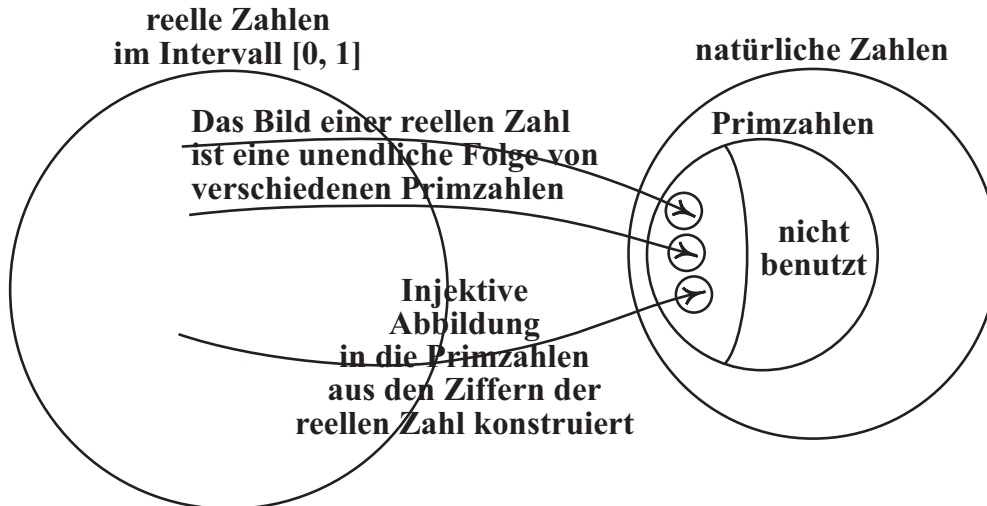 reelle Zahlen
im Intervall [0, 1]
natürliche Zahlen
Das Bild einer reellen Zahl
ist eine unendliche Folge von
verschiedenen Primzahlen
Primzahlen
nicht
benutzt
Injektive
Abbildung
in die Primzahlen
aus den Ziffern der
reellen Zahl konstruiert